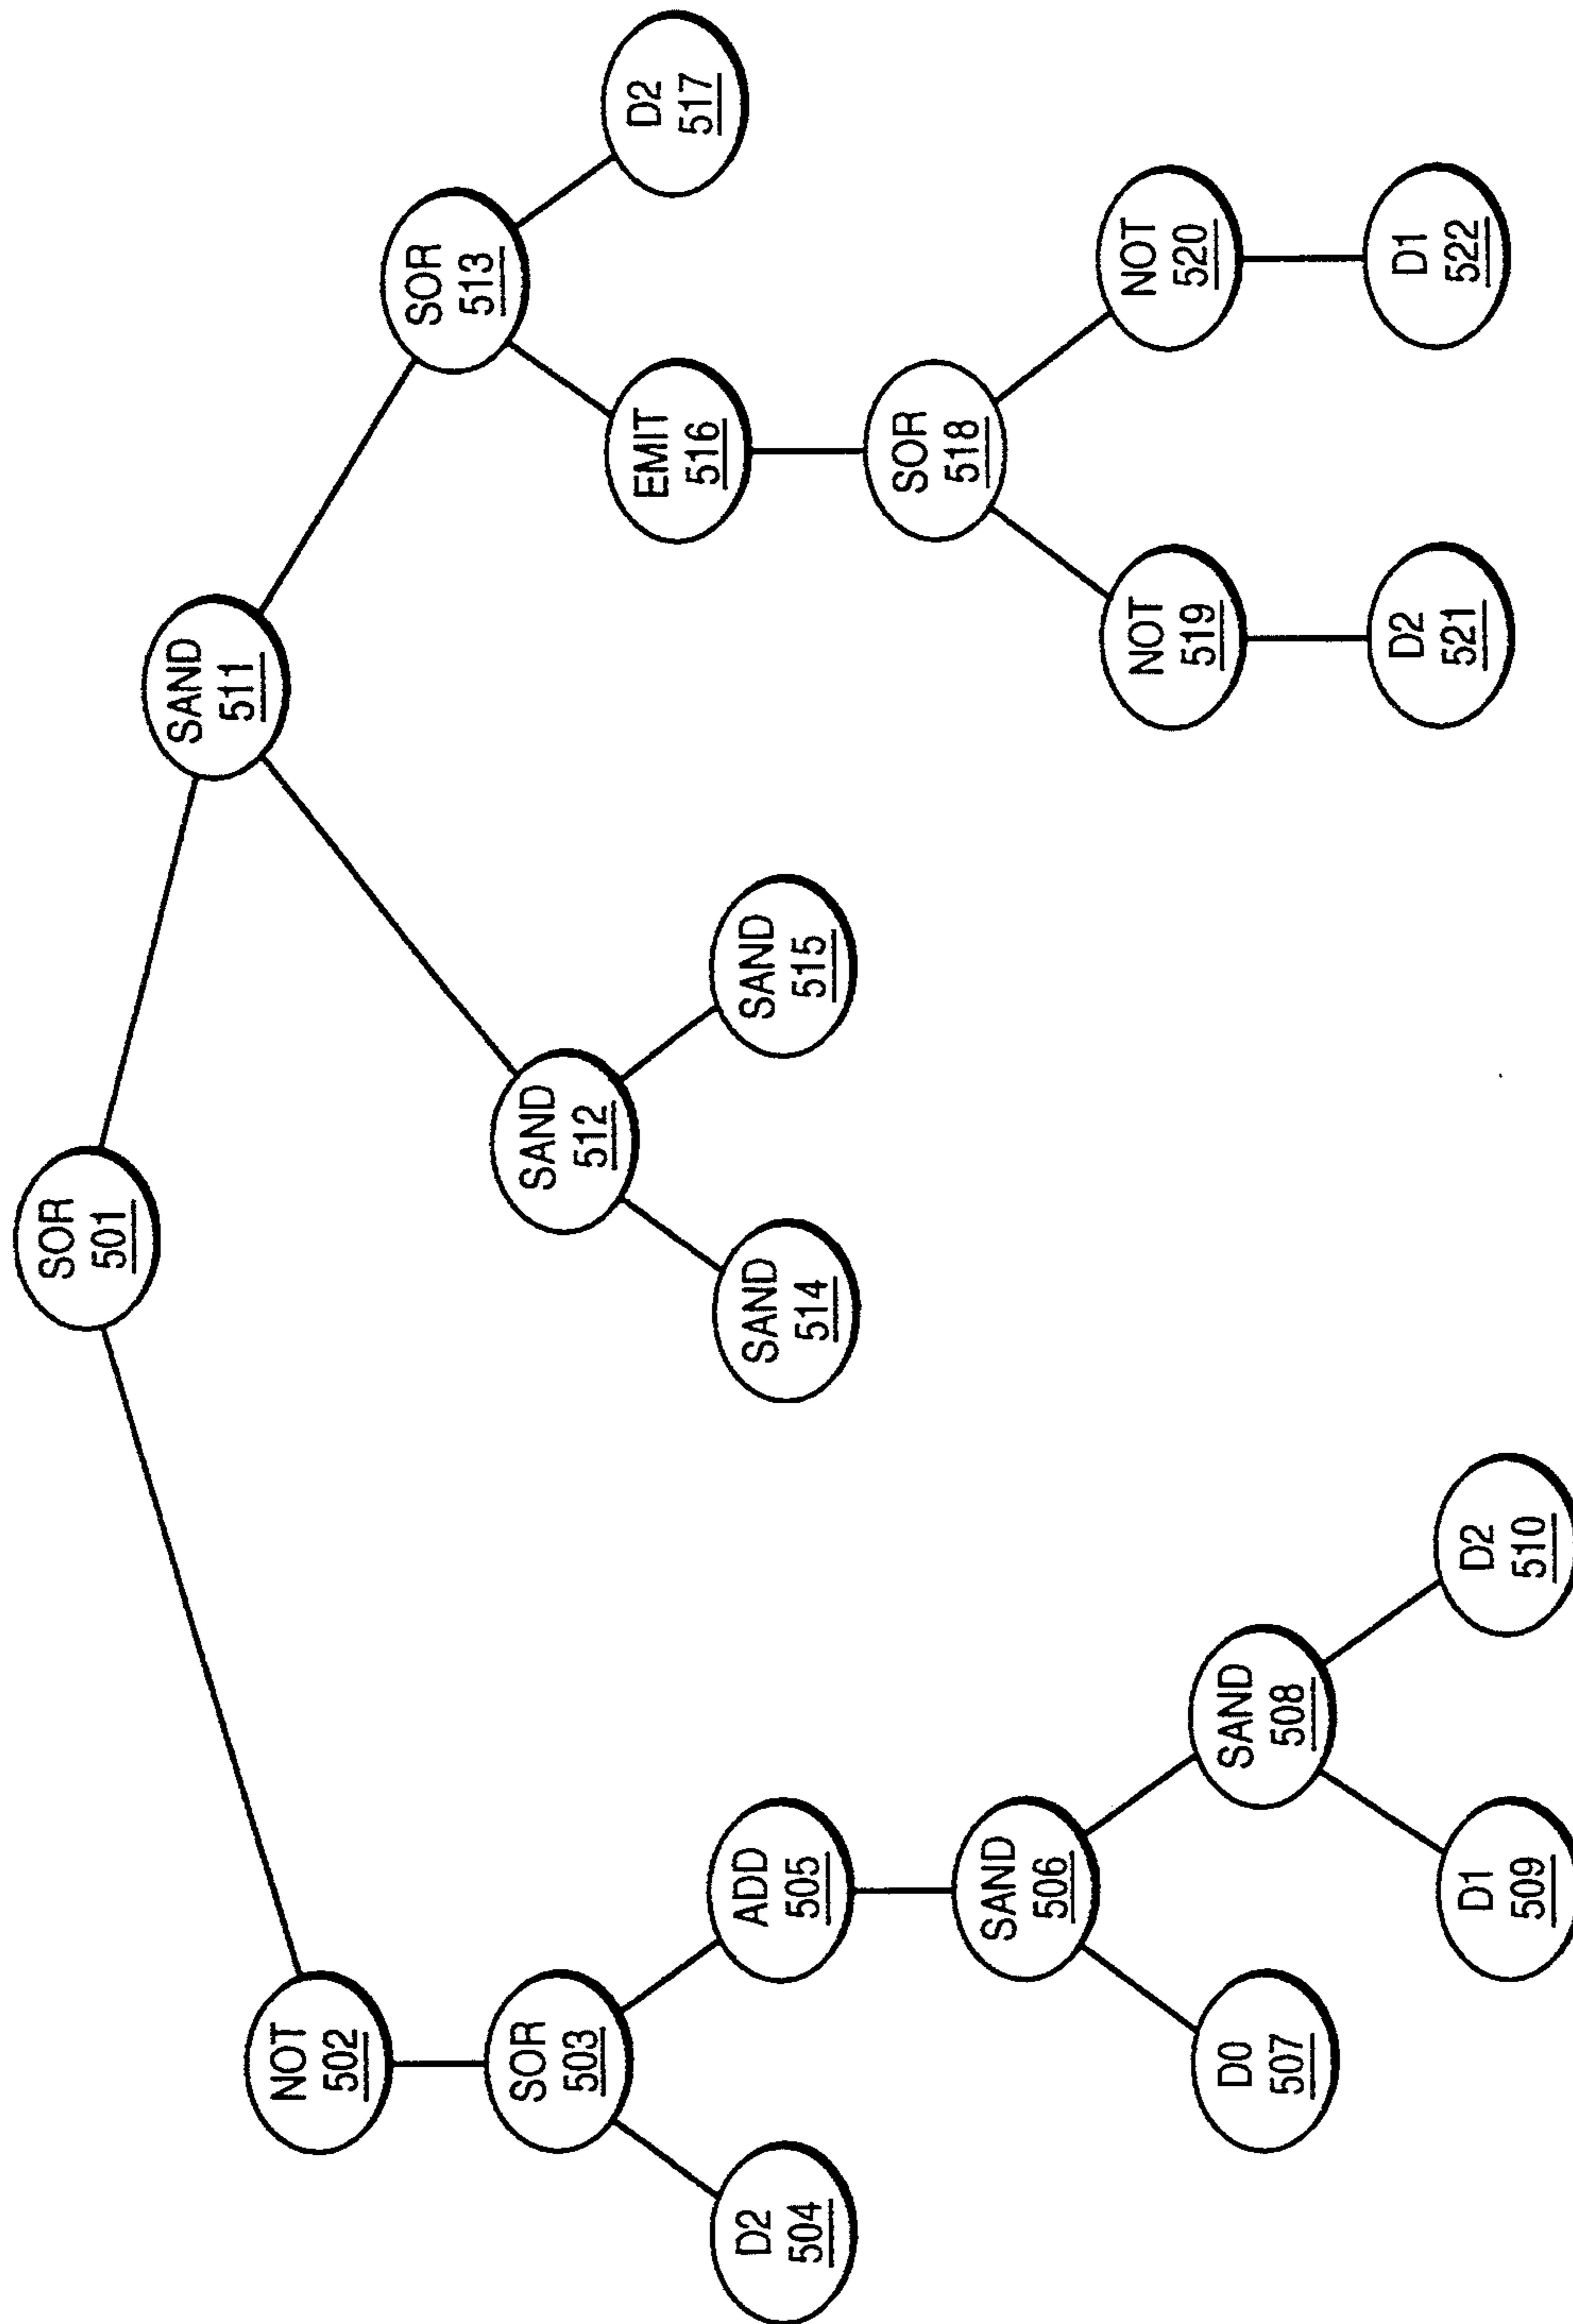 SOR
501
NOT
502
SAND
511
SOR
503
SAND
512
SOR
513
D2
504
ADD
505
SAND
514
SAND
515
EMIT
516
D2
517
SAND
506
SOR
518
D0
507
SAND
508
NOT
519
NOT
520
D1
509
D2
510
D2
521
D1
522